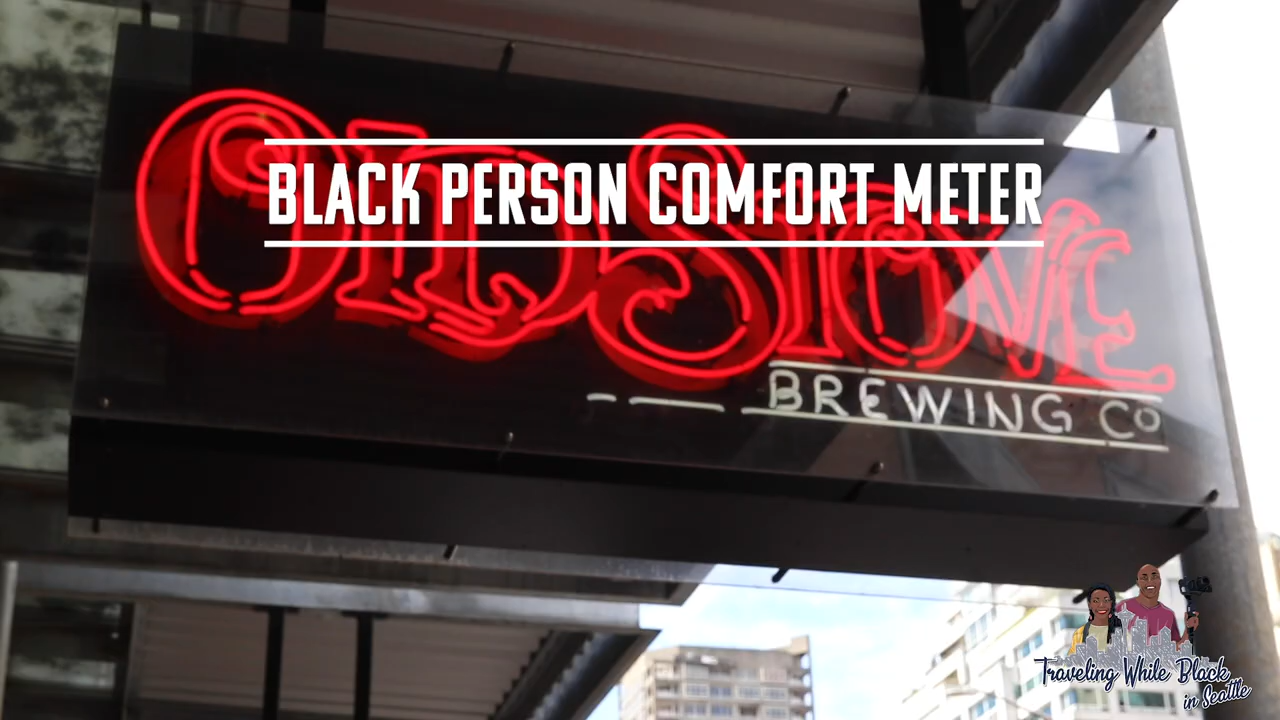 BLACK PERSON COMFORT METER
OLD STOVE
BREWING CO
Traveling While Black
in Seattle